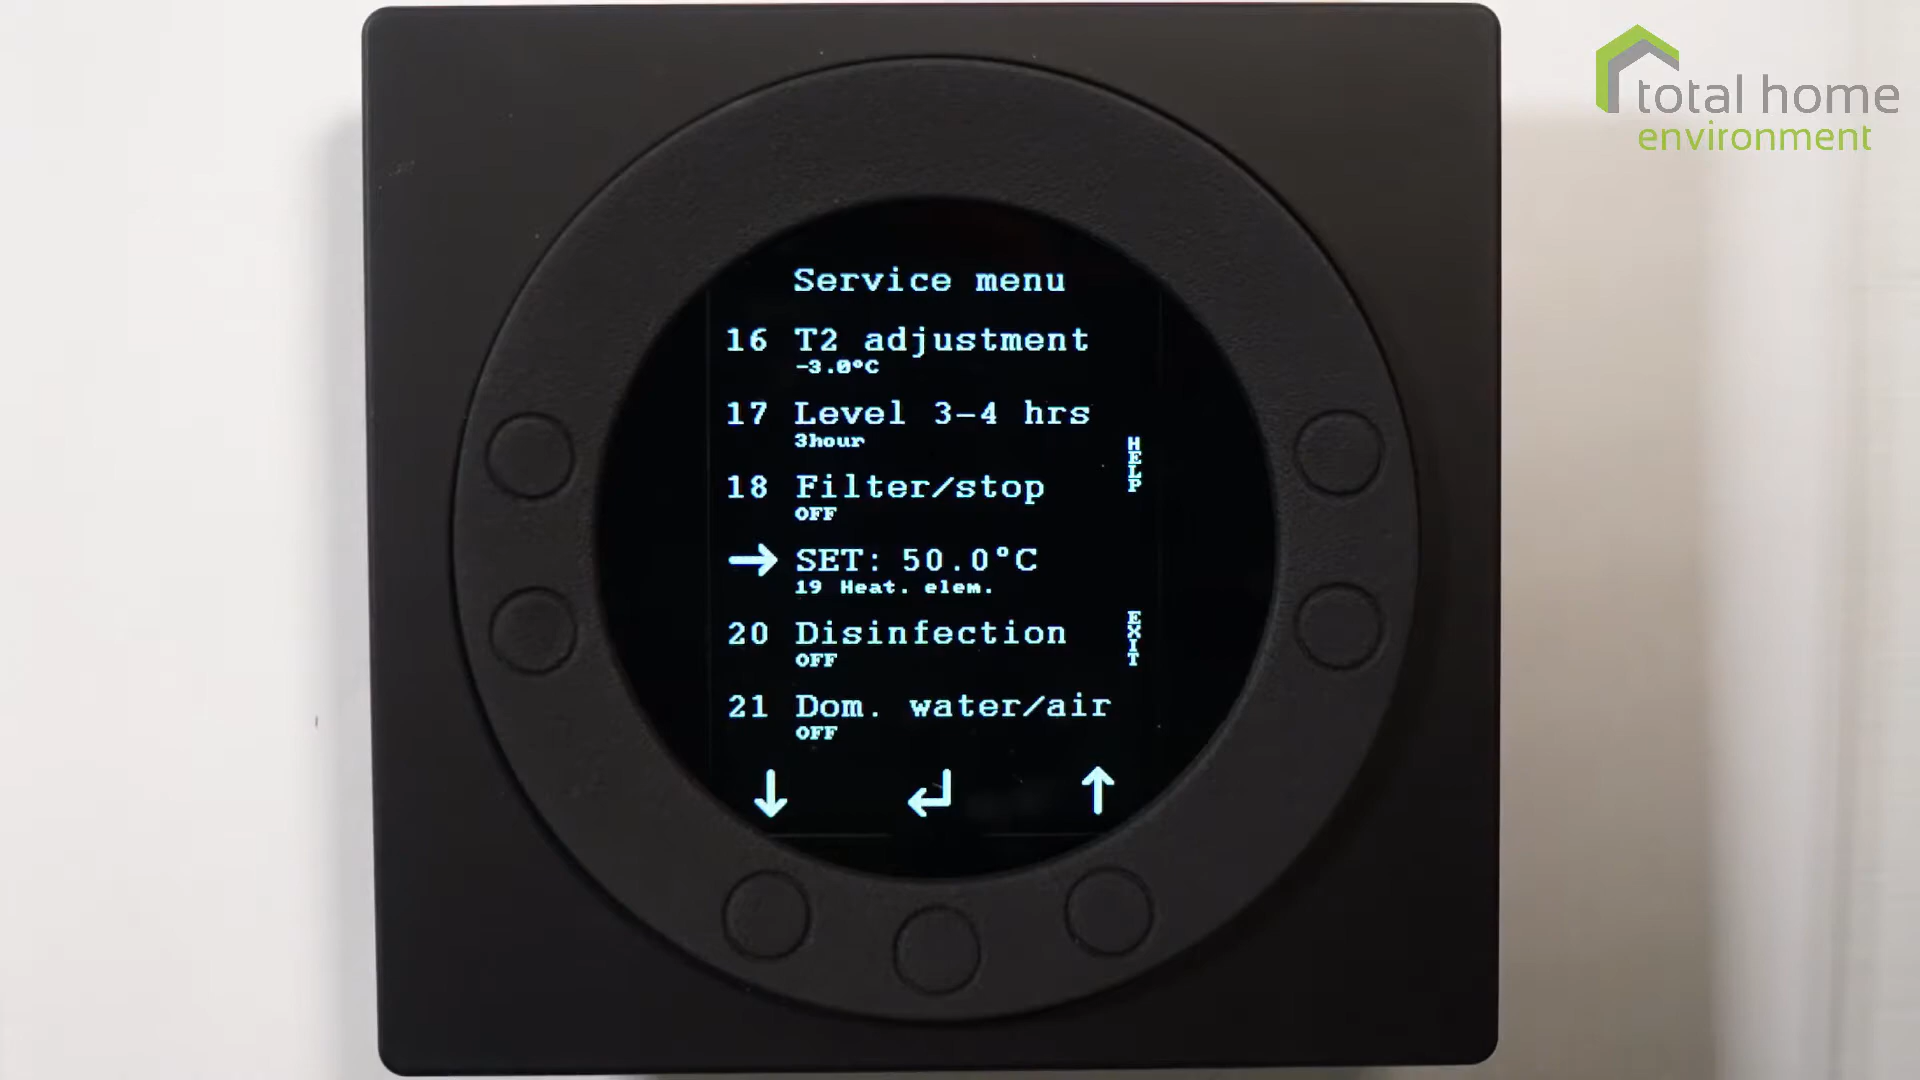 total home
environment
Service menu
16 T2 adjustment
-3.0°C
17 Level 3-4 hrs
3hour
HELP
18 Filter/stop
OFF
→ SET: 50.0°C
19 Heat. elem.
20 Disinfection
OFF
EXIT
21 Dom. water/air
OFF